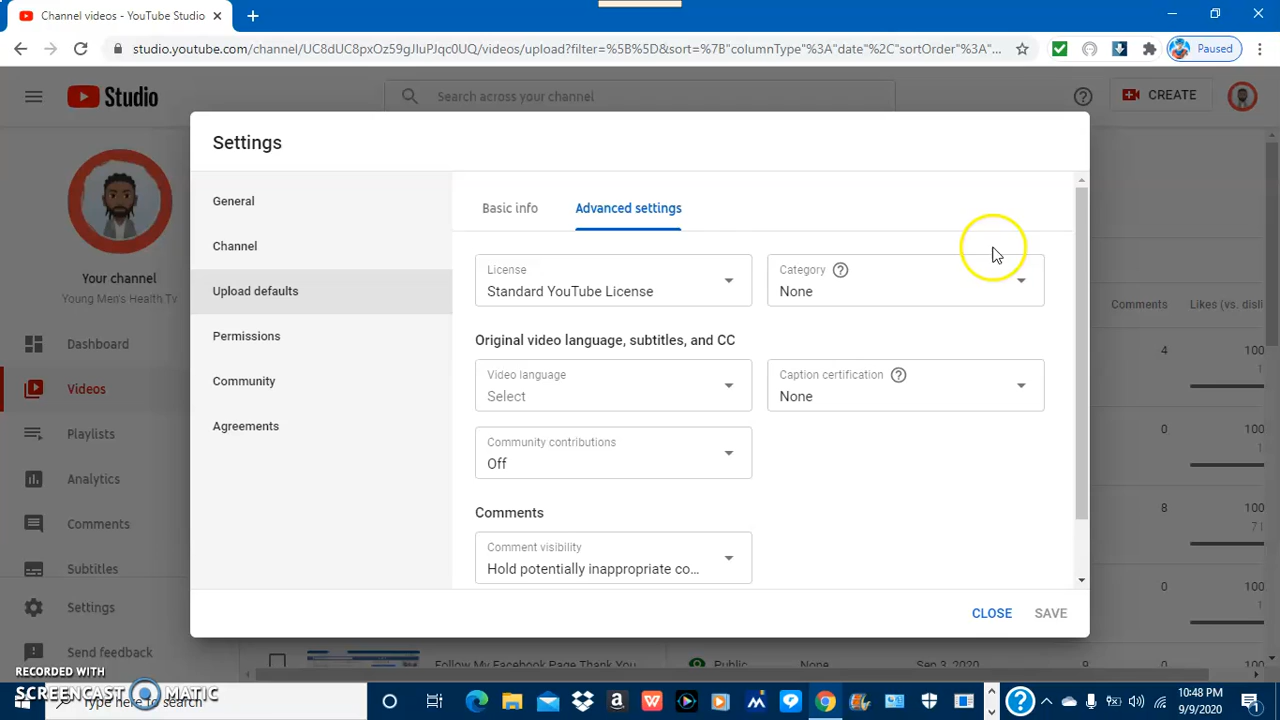 Channel videos - YouTube Studio
studio.youtube.com/channel/UC8dUC8pxOz59gJIuPJqc0UQ/videos/upload?filter=%5B%5D&sort=%7B"columnType"%3A"date"%2C"sortOrder"%3A"...
Paused
Studio
Search across your channel
CREATE
Settings
General
Channel
Upload defaults
Permissions
Community
Agreements
Basic info
Advanced settings
License
Standard YouTube License
Category
None
Original video language, subtitles, and CC
Video language
Select
Caption certification
None
Community contributions
Off
Comments
Comment visibility
Hold potentially inappropriate co...
CLOSE
SAVE
Your channel
Young Men's Health Tv
Dashboard
Videos
Playlists
Analytics
Comments
Subtitles
Settings
Send feedback
Comments
Likes (vs. disli
4
100
0
100
8
100
0
100
Follow My Facebook Page Thank You
Public
None
Sep 3, 2020
9
100
RECORDED WITH
SCREENCAST MATIC
Type here to search
10:48 PM
9/9/2020